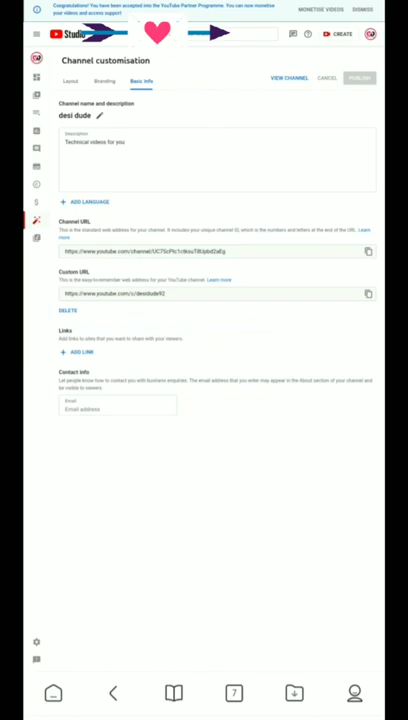 Congratulations! You have been accepted into the YouTube Partner Programme. You can now monetise
your videos and access support
MONETISE VIDEOS
DISMISS
Studio
CREATE
Channel customisation
Layout
Branding
Basic info
VIEW CHANNEL
CANCEL
PUBLISH
Channel name and description
desi dude
Description
Technical videos for you
ADD LANGUAGE
Channel URL
This is the standard web address for your channel. It includes your unique channel ID, which is the numbers and letters at the end of the URL. Learn
more
Custom URL
This is the easy-to-remember web address for your YouTube channel. Learn more
https://www.youtube.com/c/desidude92
DELETE
Links
Add links to sites that you want to share with your viewers.
ADD LINK
Contact info
Let people know how to contact you with business enquiries. The email address that you enter may appear in the About section of your channel and
be visible to viewers.
Email
Email address
7